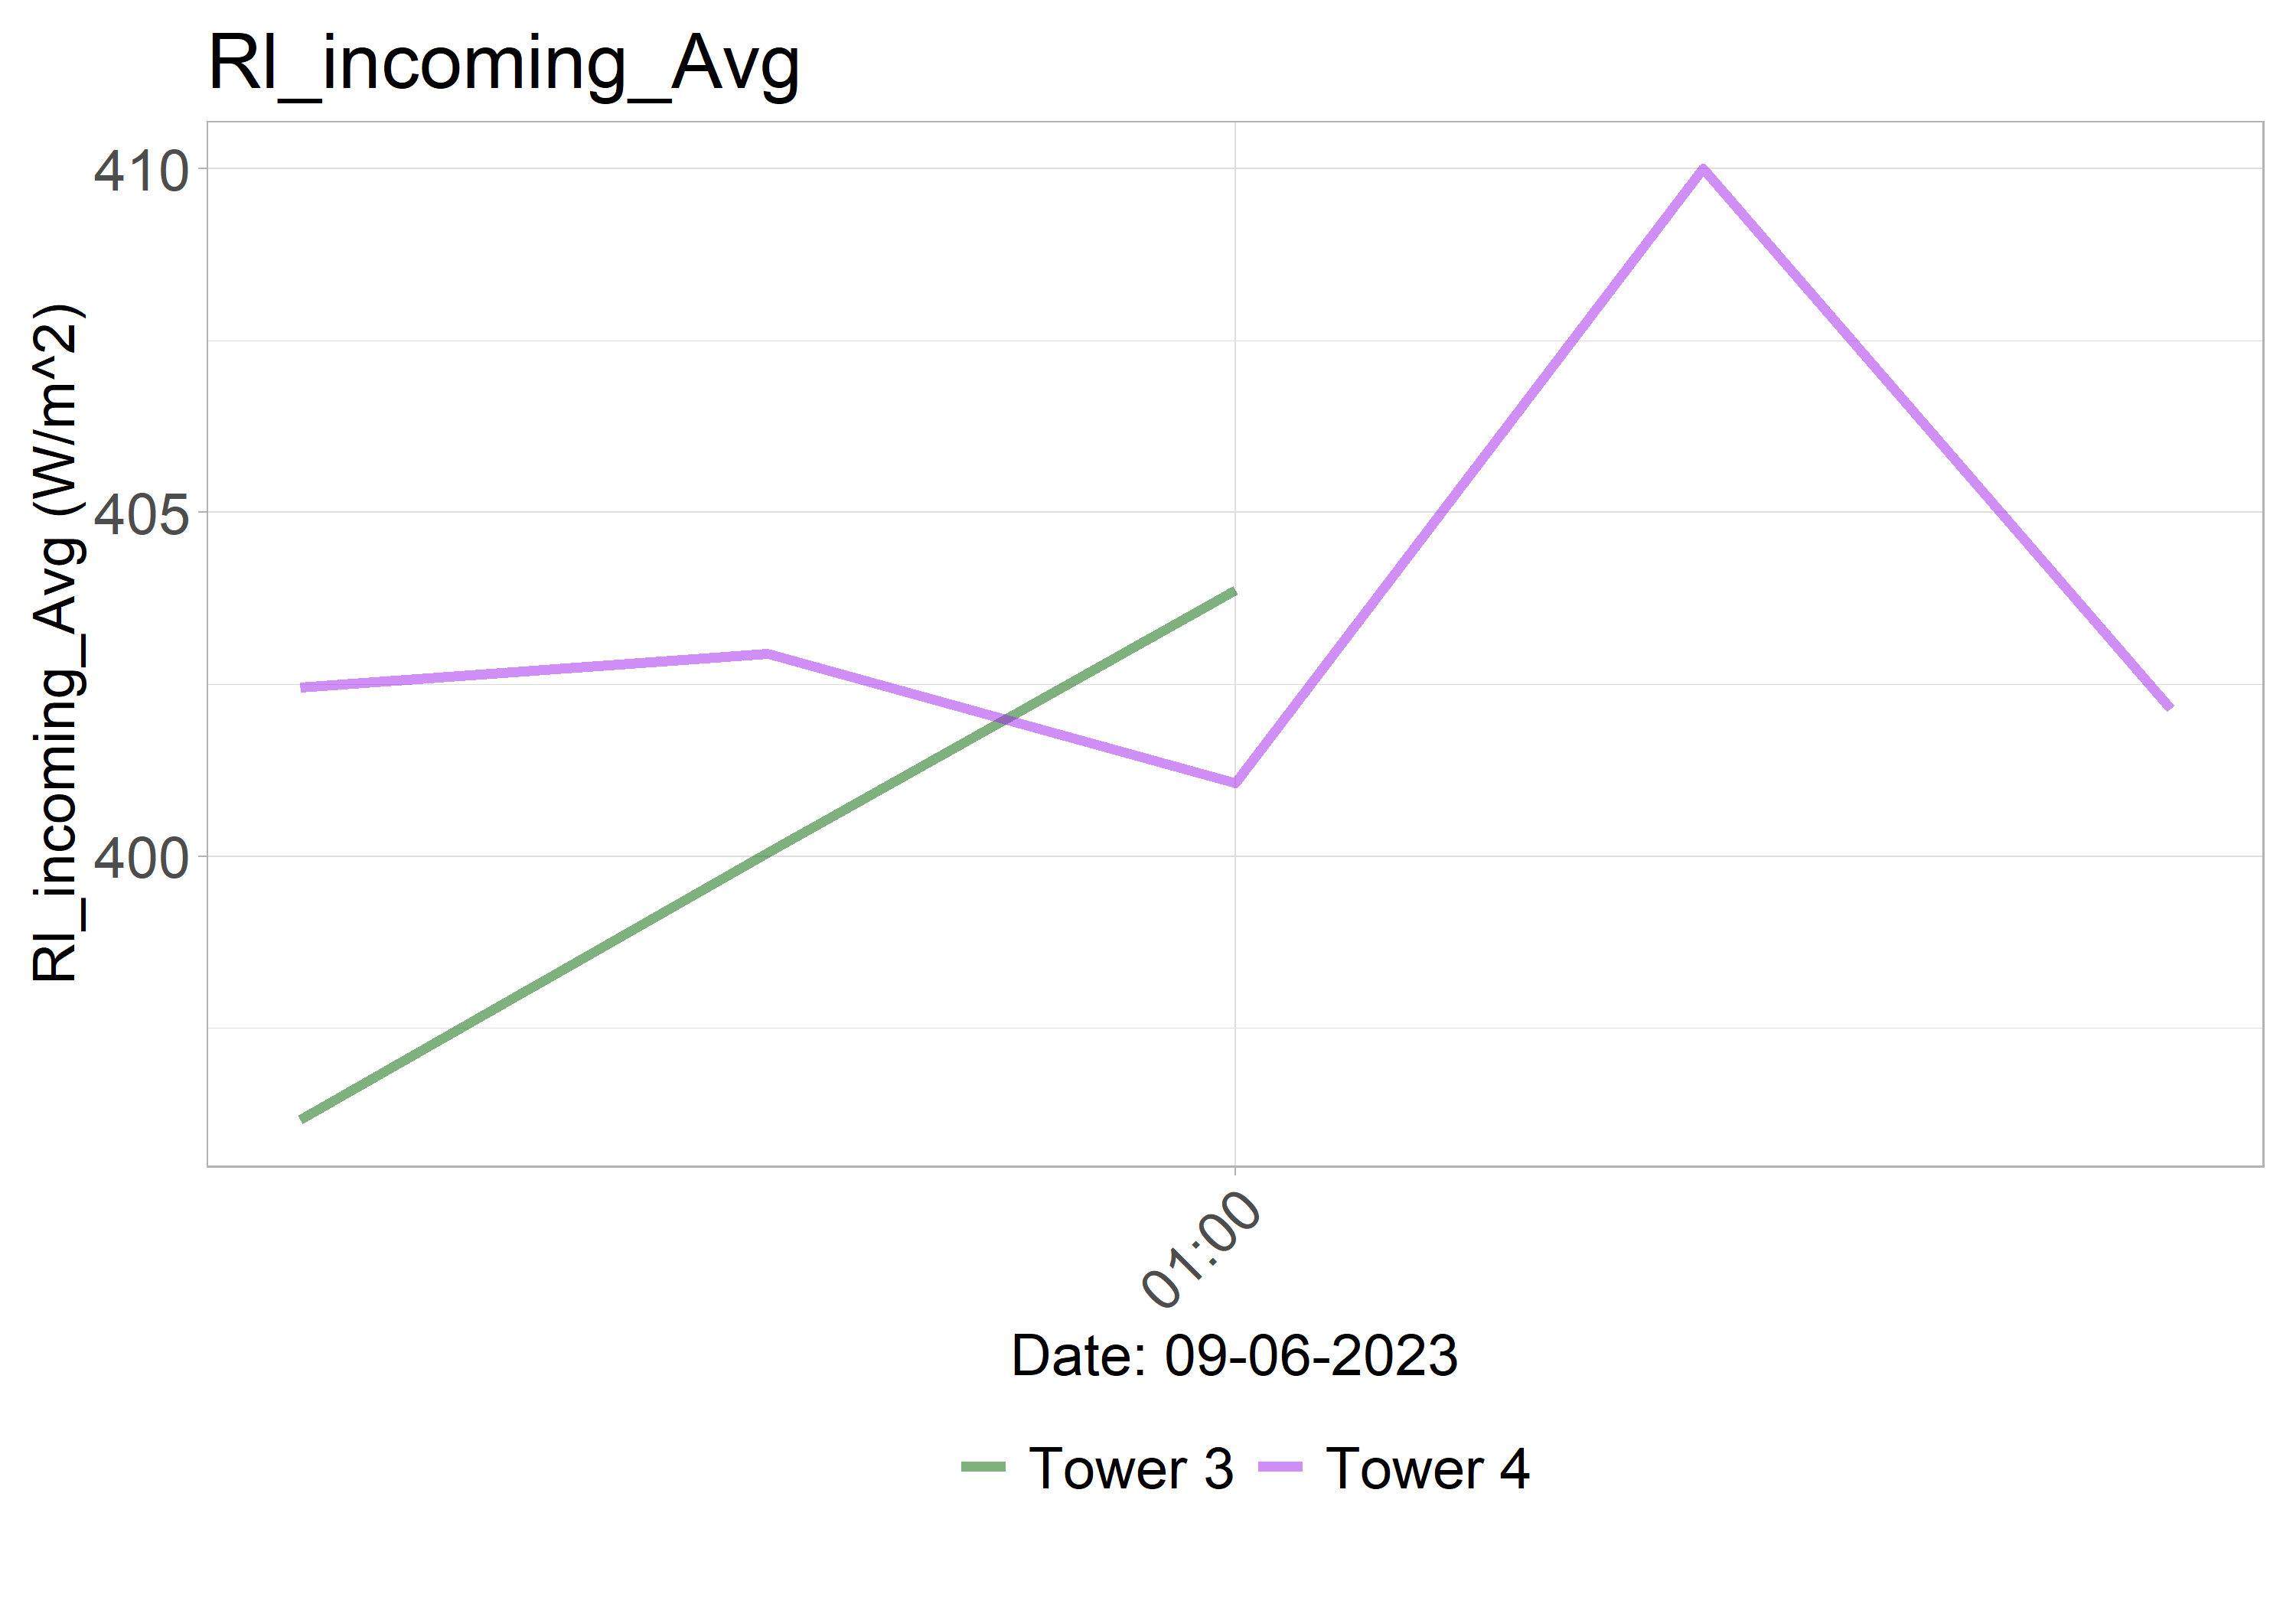 Rl_incoming_Avg
Rl_incoming_Avg (W/m^2)
410
405
400
01:00
Date: 09-06-2023
Tower 3 Tower 4